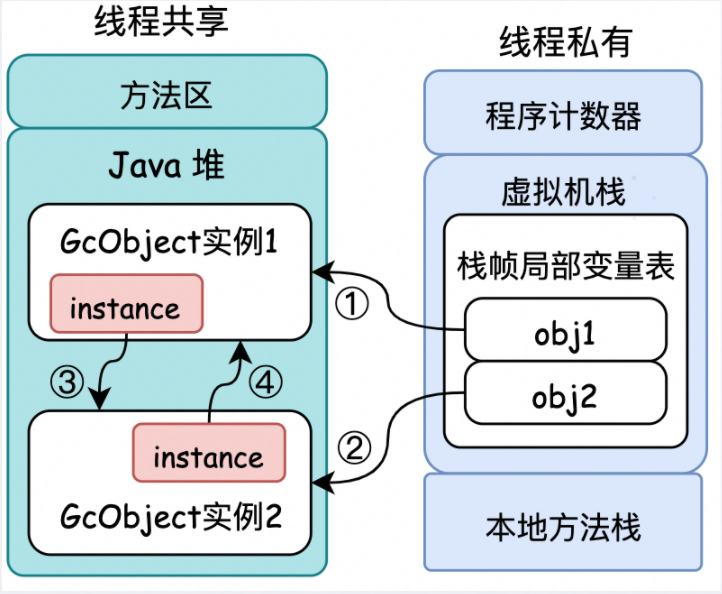 线程共享
方法区
Java 堆
GcObject实例1
instance
③
④
instance
GcObject实例2
①
②
线程私有
程序计数器
虚拟机栈
栈帧局部变量表
obj1
obj2
本地方法栈